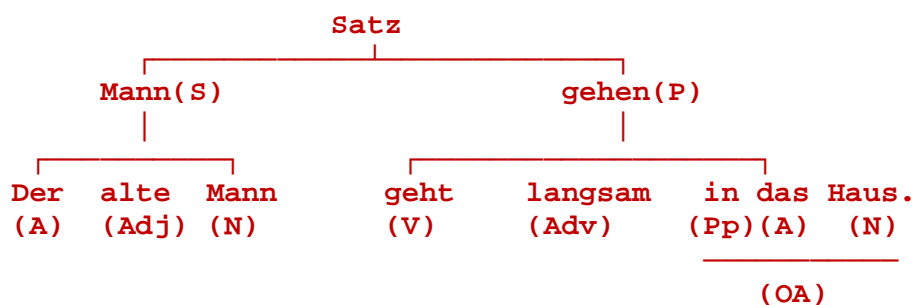 Satz
Mann(S) gehen(P)
Der alte Mann geht langsam in das Haus.
(A) (Adj) (N) (V) (Adv) (Pp)(A) (N)
(OA)